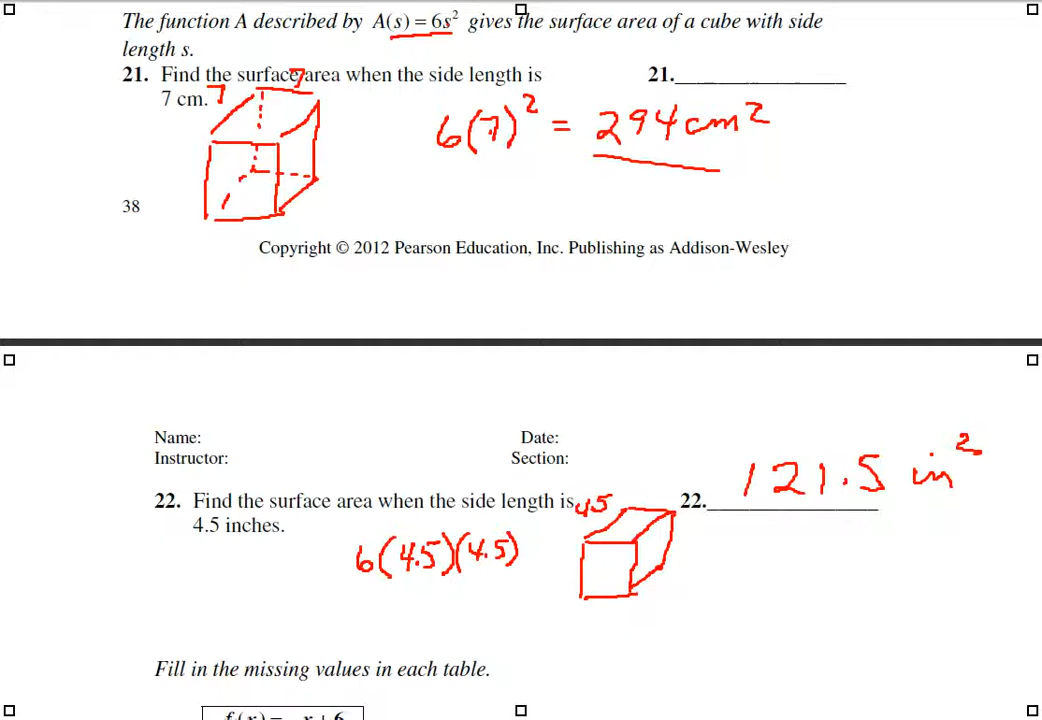 The function A described by A(s) = 6s² gives the surface area of a cube with side
length s.
21. Find the surface area when the side length is
7 cm.
21.
7
7
6(7)² = 294 cm²
38
Copyright © 2012 Pearson Education, Inc. Publishing as Addison-Wesley
Name:
Date:
Instructor:
Section:
22. Find the surface area when the side length is
4.5 inches.
45
22.
121.5 in²
6(4.5)(4.5)
Fill in the missing values in each table.